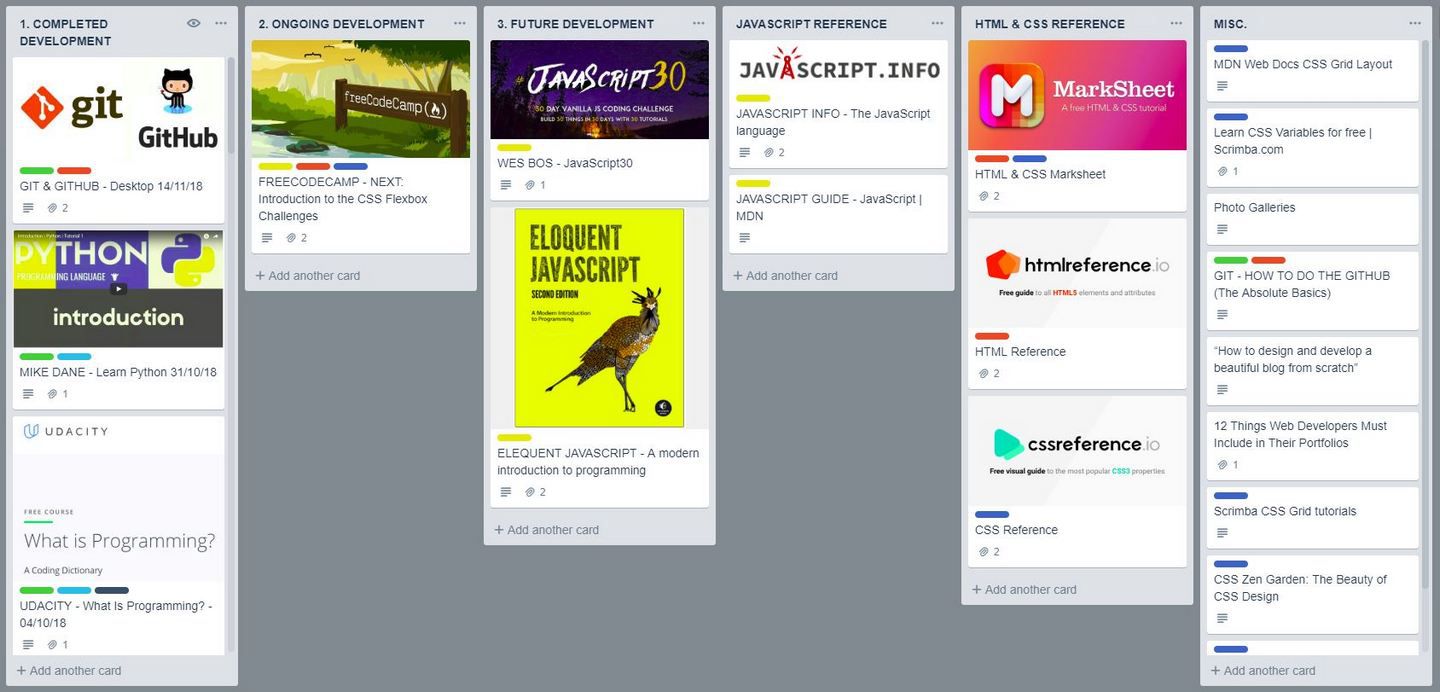 1. COMPLETED
DEVELOPMENT
git
GitHub
GIT & GITHUB - Desktop 14/11/18
2
Introduction | Python | Tutorial 1
PYTHON
PROGRAMMING LANGUAGE
introduction
MIKE DANE - Learn Python 31/10/18
1
UDACITY
FREE COURSE
What is Programming?
A Coding Dictionary
UDACITY - What Is Programming? -
04/10/18
1
+ Add another card
2. ONGOING DEVELOPMENT
freeCodeCamp(🔥)
FREECODECAMP - NEXT:
Introduction to the CSS Flexbox
Challenges
2
+ Add another card
3. FUTURE DEVELOPMENT
# JAVASCRIPT30
30 DAY VANILLA JS CODING CHALLENGE
BUILD 30 THINGS IN 30 DAYS WITH 30 TUTORIALS
WES BOS - JavaScript30
1
ELOQUENT
JAVASCRIPT
SECOND EDITION
A Modern Introduction
to Programming
ELEQUENT JAVASCRIPT - A modern
introduction to programming
2
+ Add another card
JAVASCRIPT REFERENCE
JAVASCRIPT.INFO
JAVASCRIPT INFO - The JavaScript
language
2
JAVASCRIPT GUIDE - JavaScript |
MDN
+ Add another card
HTML & CSS REFERENCE
M MarkSheet
A free HTML & CSS tutorial
HTML & CSS Marksheet
2
htmlreference.io
Free guide to all HTML5 elements and attributes
HTML Reference
2
cssreference.io
Free visual guide to the most popular CSS3 properties
CSS Reference
2
+ Add another card
MISC.
MDN Web Docs CSS Grid Layout
Learn CSS Variables for free |
Scrimba.com
1
Photo Galleries
GIT - HOW TO DO THE GITHUB
(The Absolute Basics)
“How to design and develop a
beautiful blog from scratch”
12 Things Web Developers Must
Include in Their Portfolios
1
Scrimba CSS Grid tutorials
CSS Zen Garden: The Beauty of
CSS Design
+ Add another card